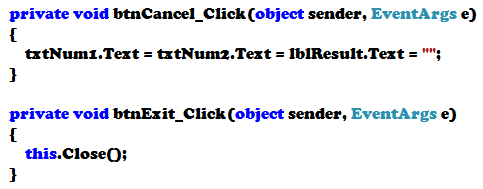 private void btnCancel_Click(object sender, EventArgs e)
{
    txtNum1.Text = txtNum2.Text = lblResult.Text = "";
}
private void btnExit_Click(object sender, EventArgs e)
{
    this.Close();
}